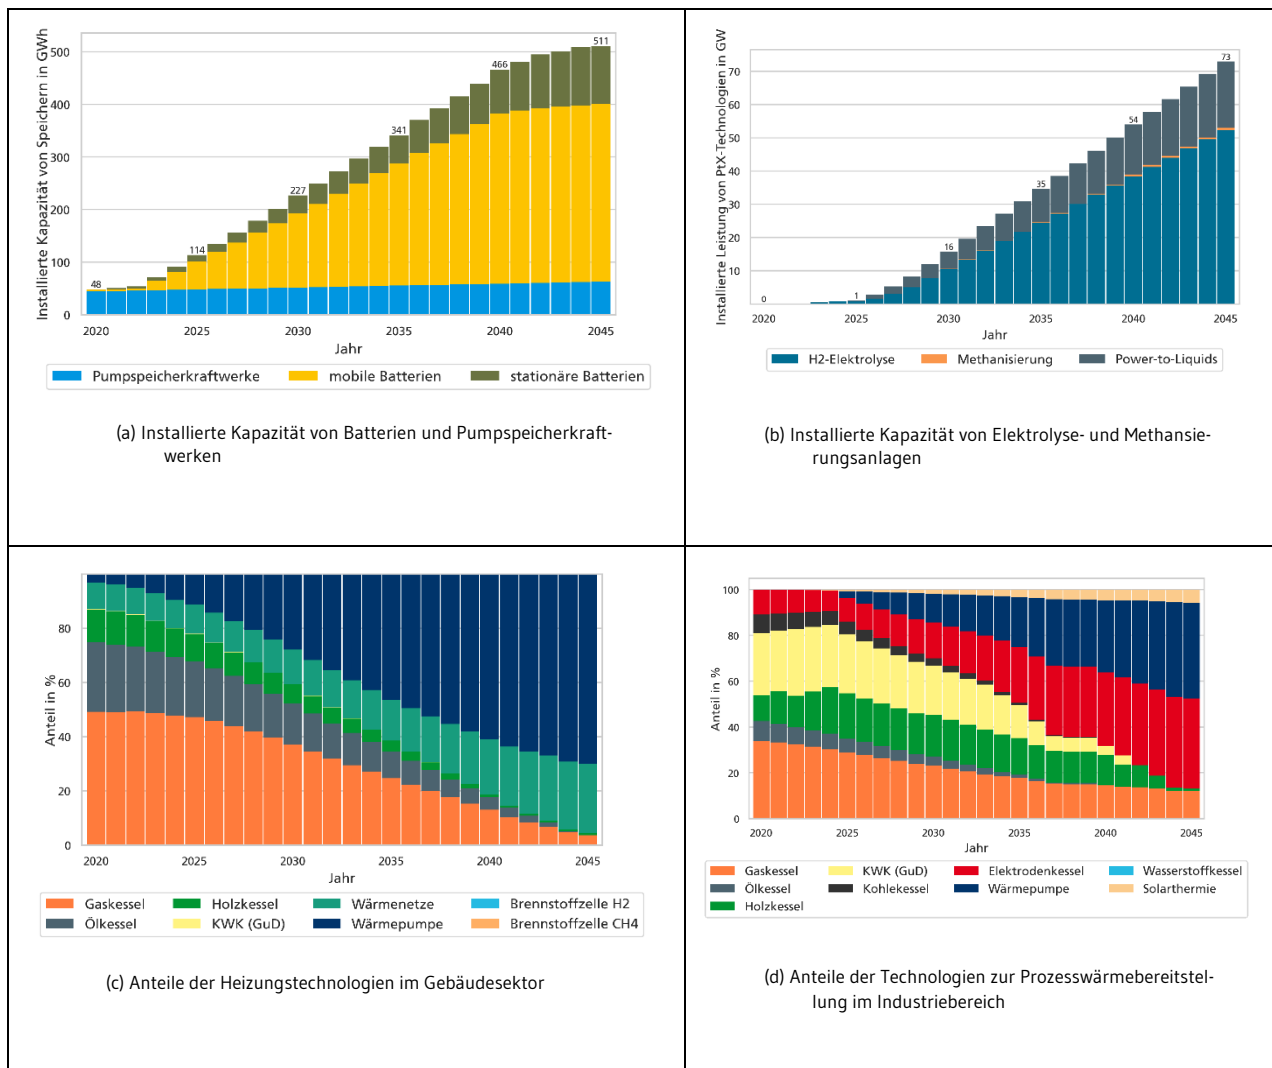 Installierte Kapazität von Speichern in GWh
500
400
300
200
100
0
48
114
227
341
466
511
2020
2025
2030
2035
2040
2045
Jahr
Pumpspeicherkraftwerke
mobile Batterien
stationäre Batterien
(a) Installierte Kapazität von Batterien und Pumpspeicherkraft-
werken
Installierte Leistung von PtX-Technologien in GW
70
60
50
40
30
20
10
0
1
16
35
54
73
2020
2025
2030
2035
2040
2045
Jahr
H2-Elektrolyse
Methanisierung
Power-to-Liquids
(b) Installierte Kapazität von Elektrolyse- und Methansie-
rungsanlagen
Anteil in %
80
60
40
20
0
2020
2025
2030
2035
2040
2045
Jahr
Gaskessel
Holzkessel
Wärmenetze
Brennstoffzelle H2
Ölkessel
KWK (GuD)
Wärmepumpe
Brennstoffzelle CH4
(c) Anteile der Heizungstechnologien im Gebäudesektor
Anteil in %
100
80
60
40
20
0
2020
2025
2030
2035
2040
2045
Jahr
Gaskessel
KWK (GuD)
Elektrodenkessel
Wasserstoffkessel
Ölkessel
Kohlekessel
Wärmepumpe
Solarthermie
Holzkessel
(d) Anteile der Technologien zur Prozesswärmebereitstel-
lung im Industriebereich